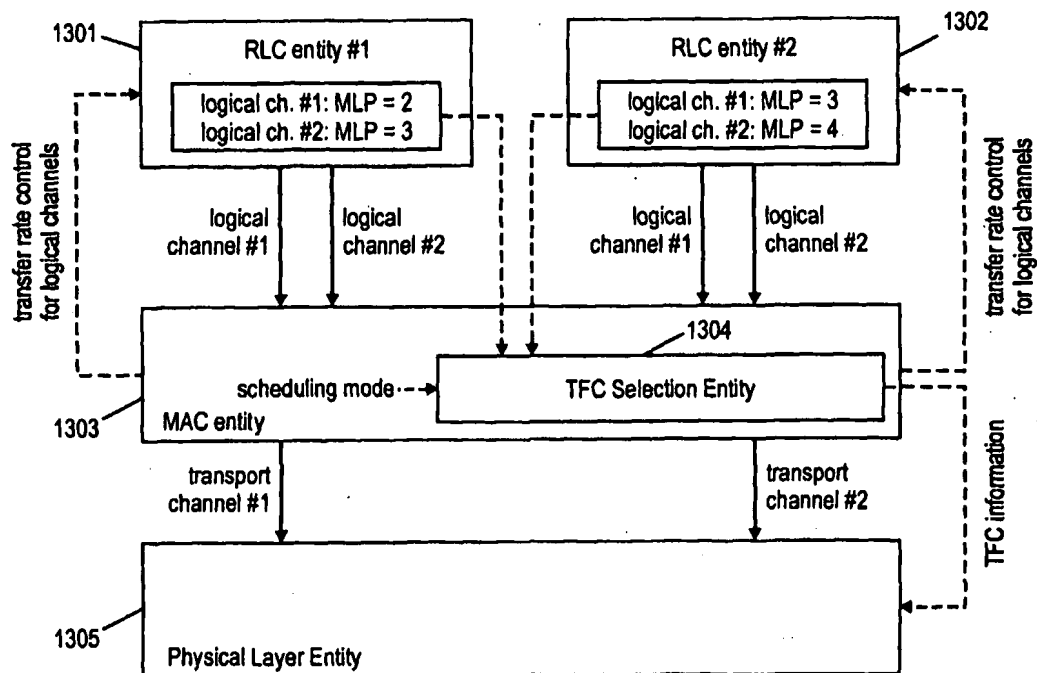 1301
RLC entity #1
logical ch. #1: MLP = 2
logical ch. #2: MLP = 3
1302
RLC entity #2
logical ch. #1: MLP = 3
logical ch. #2: MLP = 4
transfer rate control
for logical channels
logical
channel #1
logical
channel #2
logical
channel #1
logical
channel #2
transfer rate control
for logical channels
1304
scheduling mode
TFC Selection Entity
1303
MAC entity
transport
channel #1
transport
channel #2
TFC information
1305
Physical Layer Entity